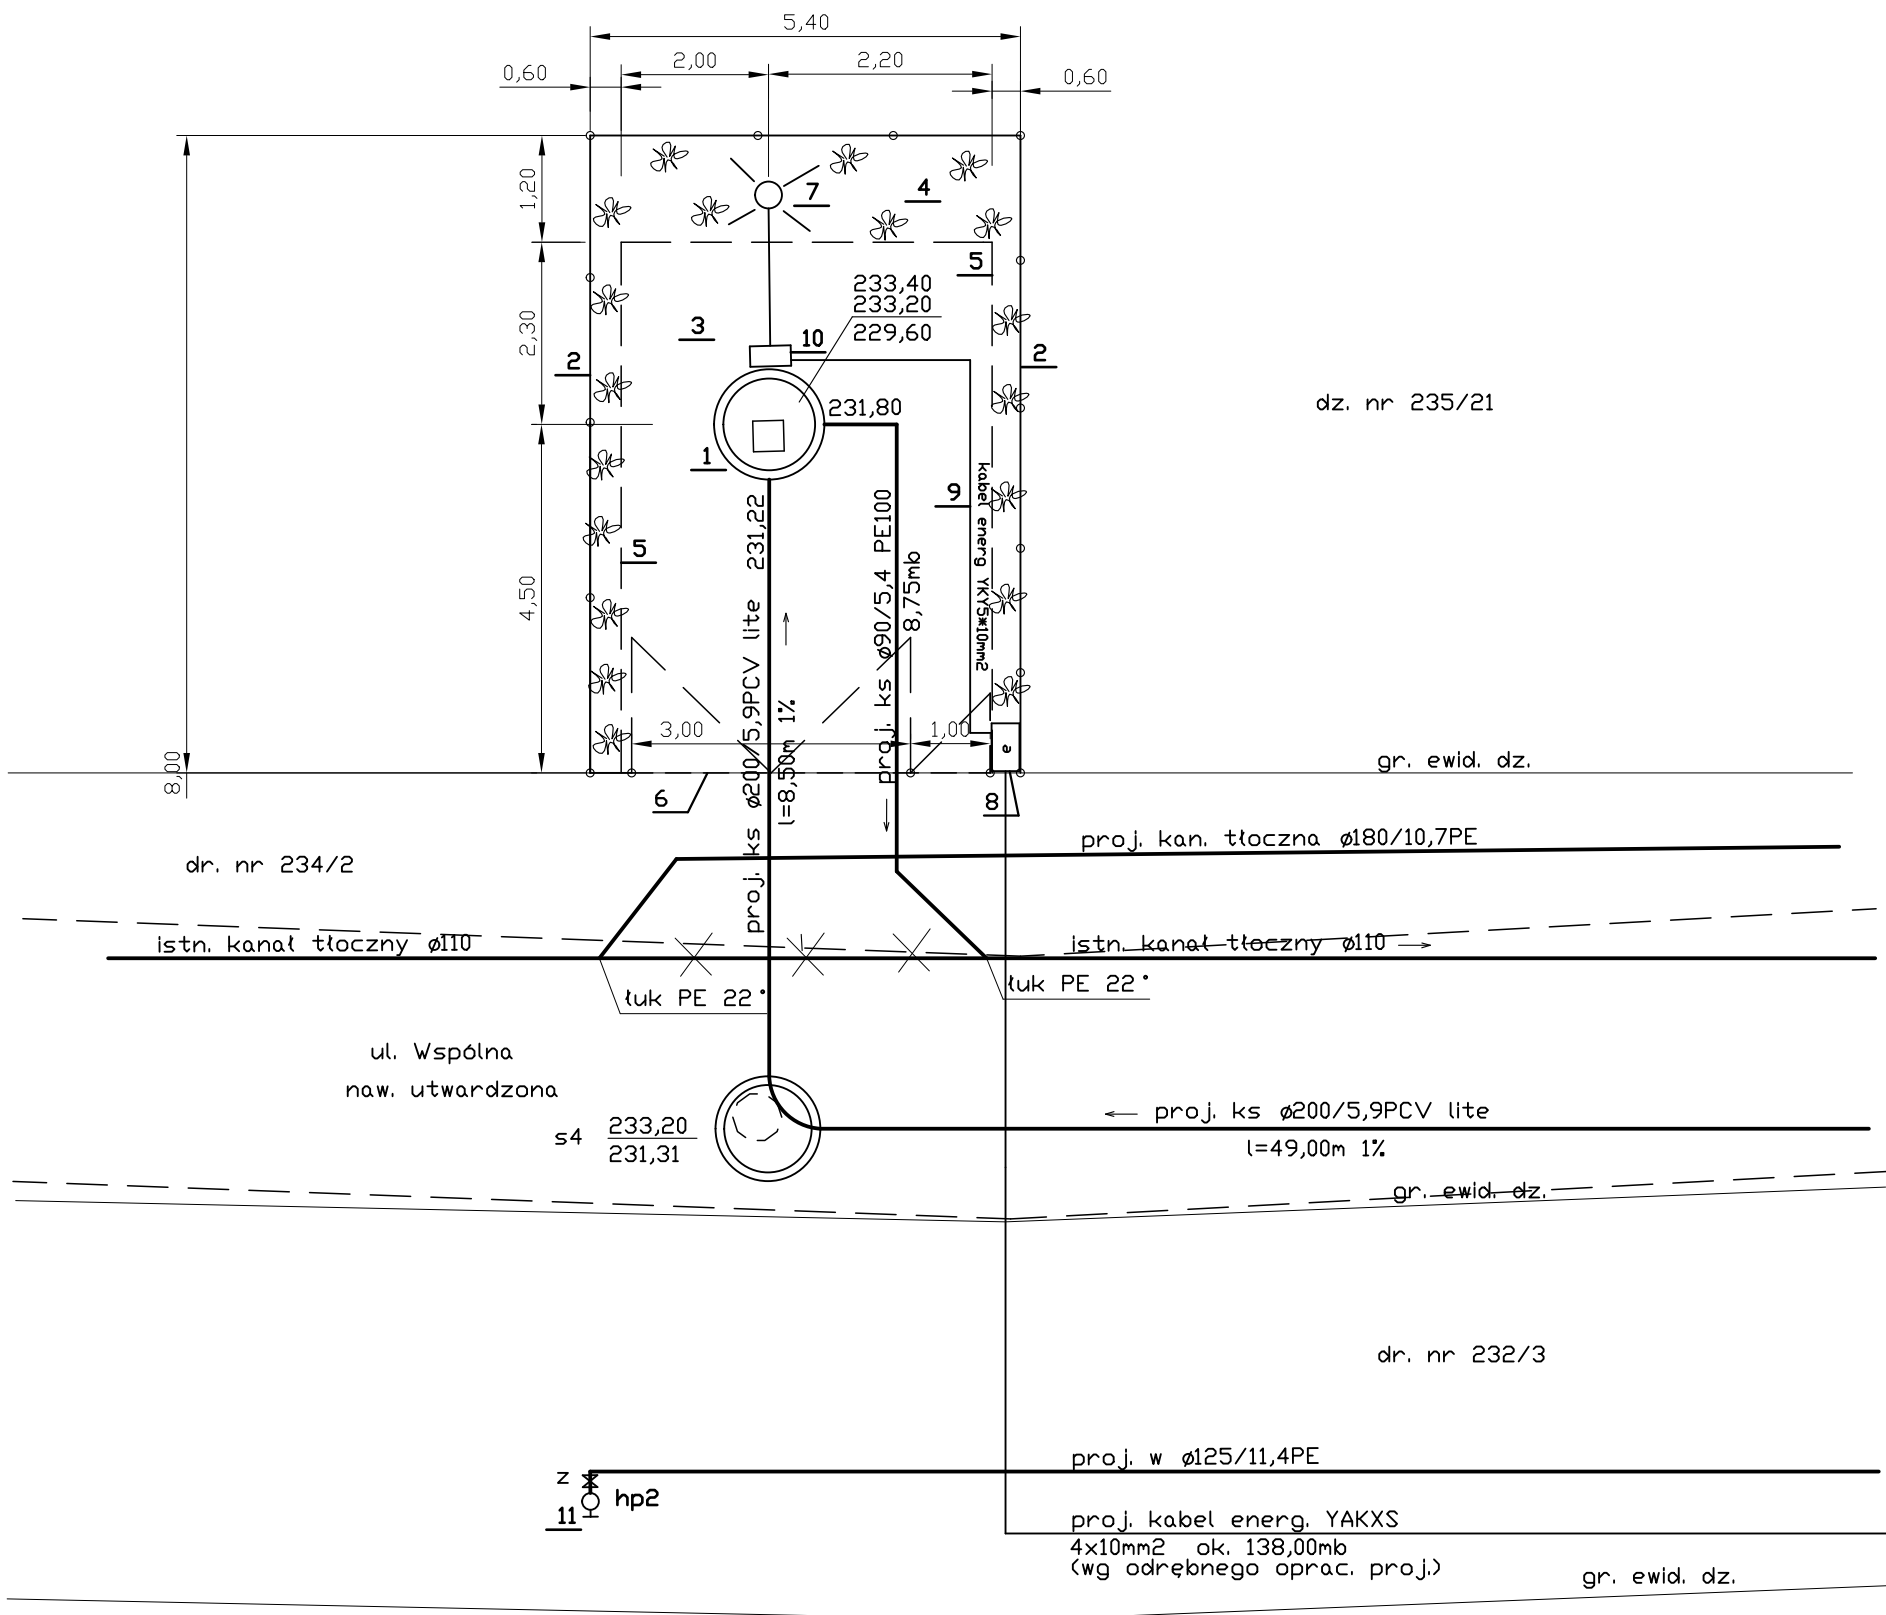 5,40
2,00
2,20
0,60
0,60
1,20
7
4
5
233,40
233,20
229,60
2,30
3
10
2
2
231,80
dz. nr 235/21
1
9
231,22
kabel energ YKY5*10mm2
5
4,50
proj. ks ø200/5,9PCV lite
l=8,50m 1%
proj. ks ø90/5,4 PE100
8,75mb
3,00
1,00
8,00
a
gr. ewid. dz.
6
8
proj. kan. tłoczna ø180/10,7PE
dr. nr 234/2
istn. kanał tłoczny ø110
istn. kanał tłoczny ø110
łuk PE 22°
łuk PE 22°
ul. Wspólna
naw. utwardzona
proj. ks ø200/5,9PCV lite
l=49,00m 1%
s4
233,20
231,31
gr. ewid. dz.
dr. nr 232/3
proj. w ø125/11,4PE
z
hp2
11
proj. kabel energ. YAKXS
4x10mm2 ok. 138,00mb
(wg odrębnego oprac. proj.)
gr. ewid. dz.